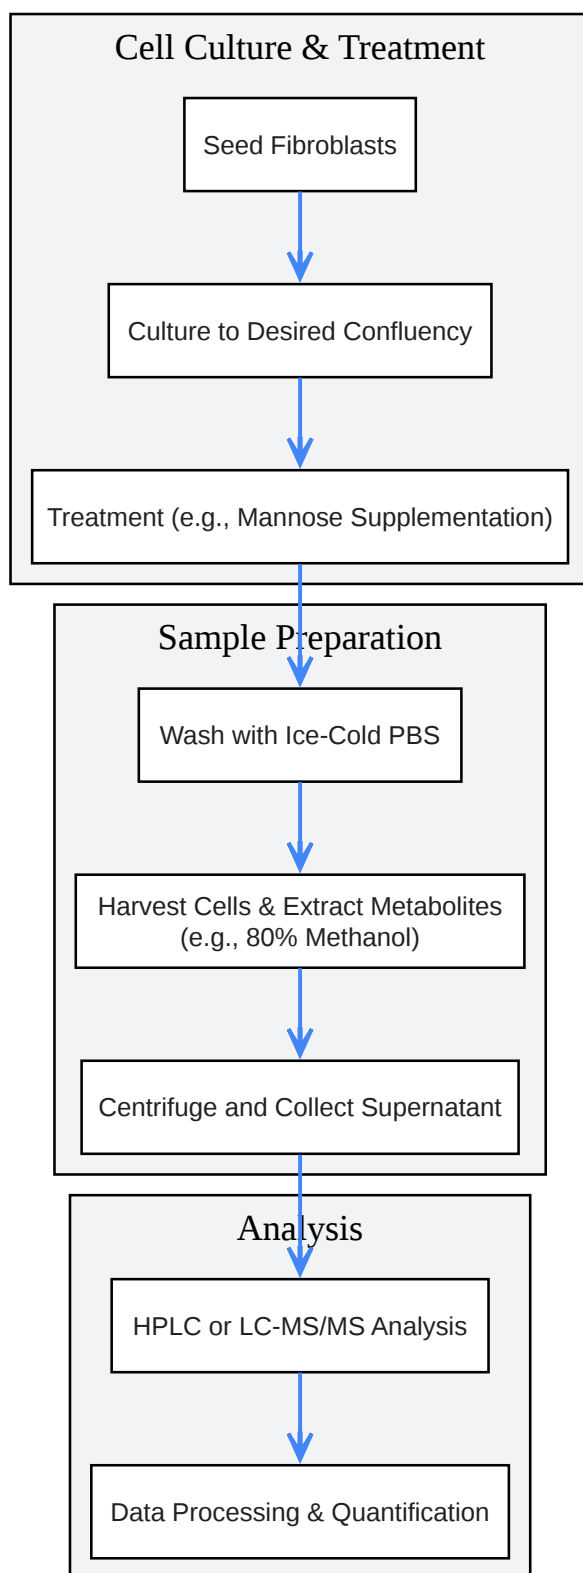 Cell Culture & Treatment
Seed Fibroblasts
Culture to Desired Confluency
Treatment (e.g., Mannose Supplementation)
Sample Preparation
Wash with Ice-Cold PBS
Harvest Cells & Extract Metabolites
(e.g., 80% Methanol)
Centrifuge and Collect Supernatant
Analysis
HPLC or LC-MS/MS Analysis
Data Processing & Quantification